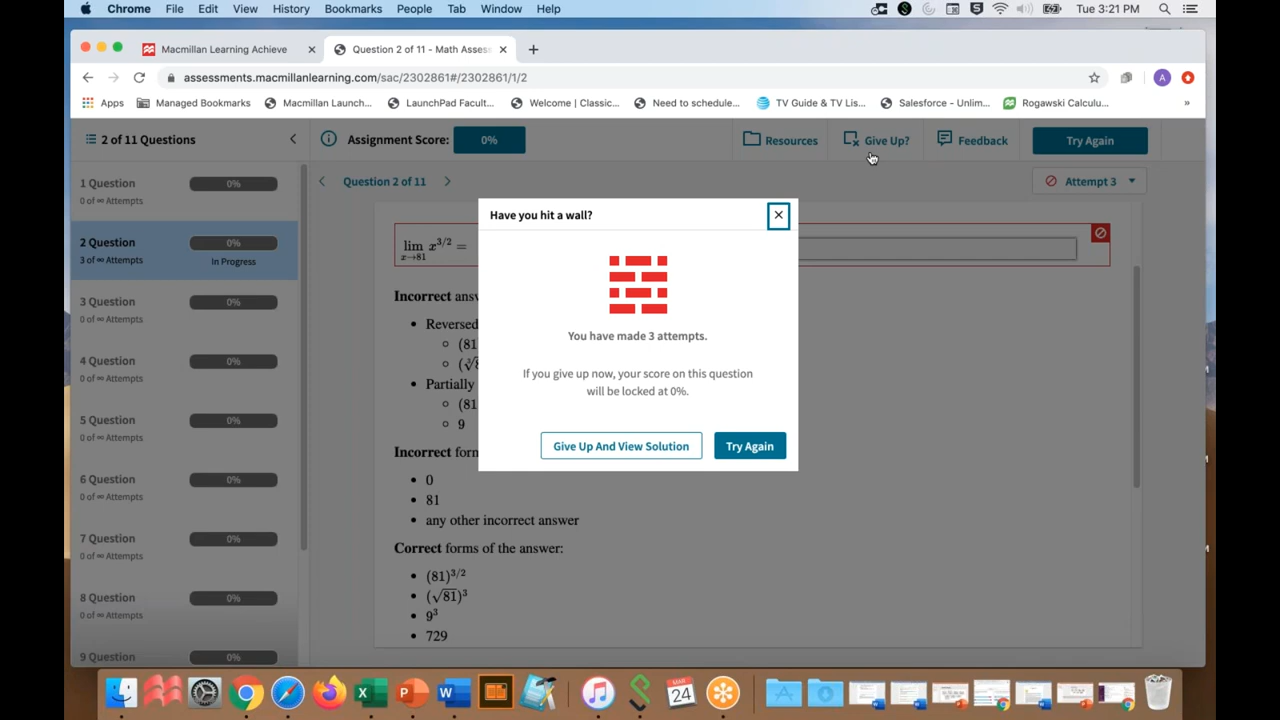 Chrome File Edit View History Bookmarks People Tab Window Help Tue 3:21 PM
Macmillan Learning Achieve
Question 2 of 11 - Math Asses
assessments.macmillanlearning.com/sac/2302861#/2302861/1/2
A
Apps Managed Bookmarks Macmillan Launch... LaunchPad Facult... Welcome | Classic... Need to schedule... TV Guide & TV Lis... Salesforce - Unlim... Rogawski Calculu... »
2 of 11 Questions
Assignment Score: 0%
Resources Give Up? Feedback Try Again
1 Question 0%
0 of ∞ Attempts
2 Question 0%
3 of ∞ Attempts In Progress
3 Question 0%
0 of ∞ Attempts
4 Question 0%
0 of ∞ Attempts
5 Question 0%
0 of ∞ Attempts
6 Question 0%
0 of ∞ Attempts
7 Question 0%
0 of ∞ Attempts
8 Question 0%
0 of ∞ Attempts
9 Question 0%
Question 2 of 11
Attempt 3
lim x→81 x^{3/2} =
Incorrect answ
Reversed
(81
(∛8
Partially
(81
9
Incorrect form
0
81
any other incorrect answer
Correct forms of the answer:
(81)^{3/2}
(√81)^3
9^3
729
Have you hit a wall?
You have made 3 attempts.
If you give up now, your score on this question
will be locked at 0%.
Give Up And View Solution
Try Again
MAR
24